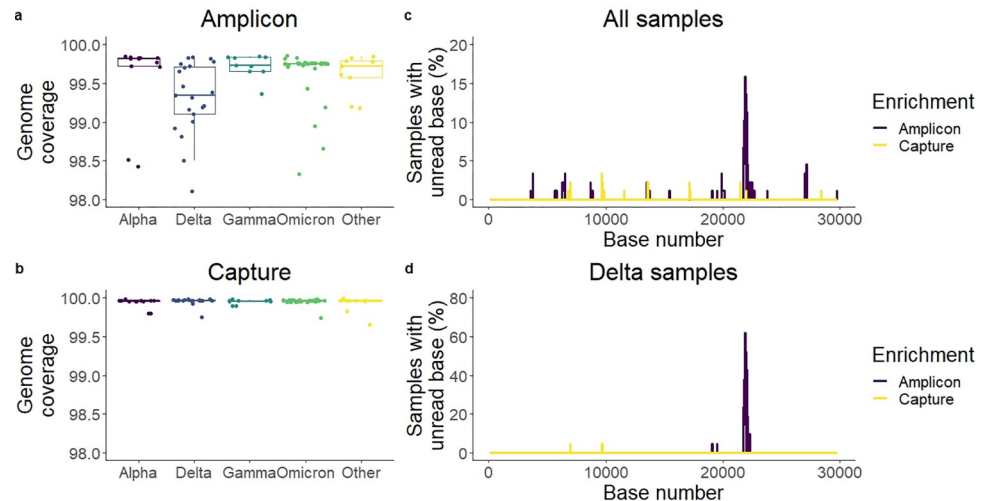 a
Amplicon
Genome
coverage
100.0
99.5
99.0
98.5
98.0
Alpha Delta Gamma Omicron Other
b
Capture
Genome
coverage
100.0
99.5
99.0
98.5
98.0
Alpha Delta Gamma Omicron Other
c
All samples
Samples with
unread base (%)
20
15
10
5
0
0 10000 20000 30000
Base number
Enrichment
Amplicon
Capture
d
Delta samples
Samples with
unread base (%)
80
60
40
20
0
0 10000 20000 30000
Base number
Enrichment
Amplicon
Capture